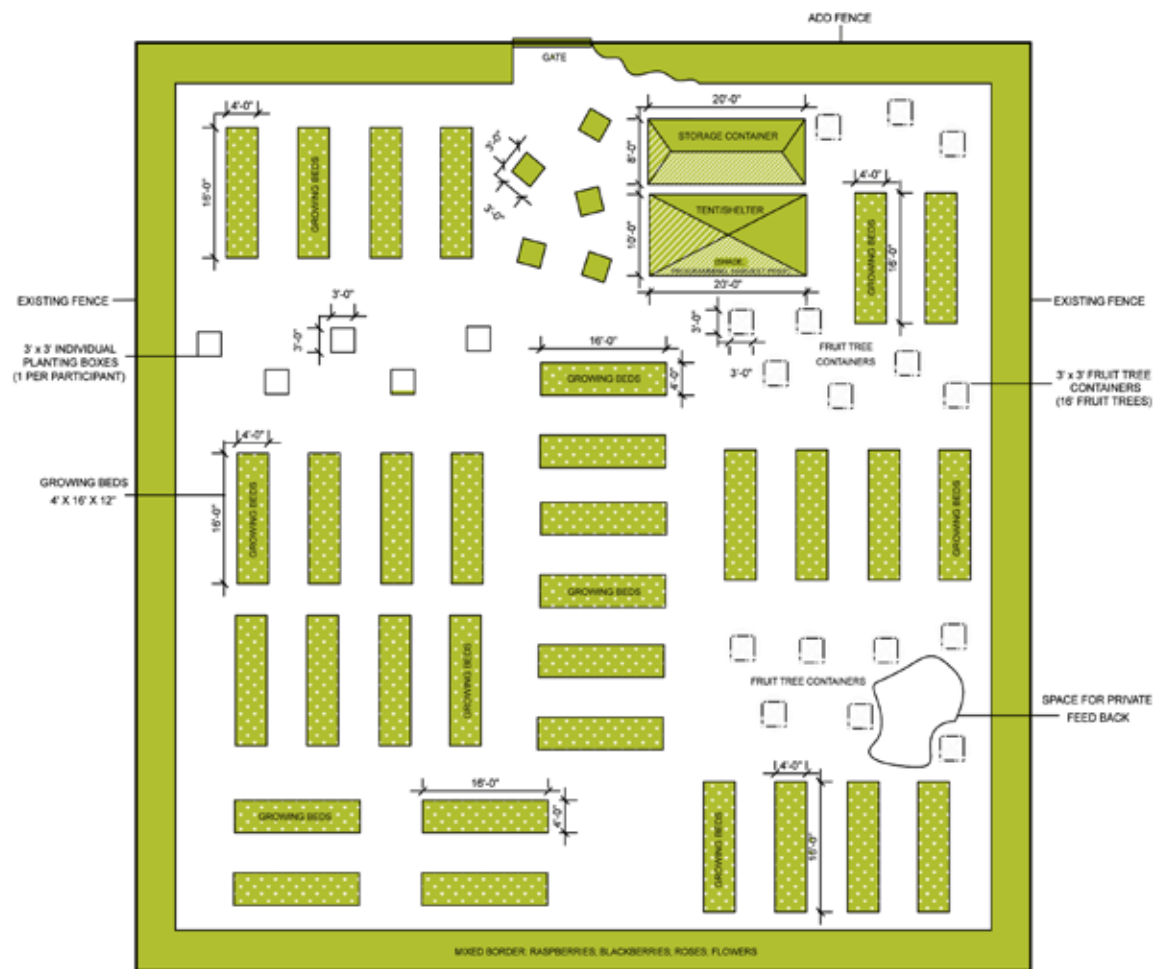 ADD FENCE
GATE
4'-0"
20'-0"
STORAGE CONTAINER
8'-0"
3'-0"
3'-0"
16'-0"
GROWING BEDS
4'-0"
TENT/SHELTER
10'-0"
(SHADE,
PROGRAMMING, HARVEST PREP)
20'-0"
GROWING BEDS
16'-0"
EXISTING FENCE
EXISTING FENCE
3'-0"
3'-0"
3'-0"
3'-0"
FRUIT TREE
CONTAINERS
3' x 3' INDIVIDUAL
PLANTING BOXES
(1 PER PARTICIPANT)
16'-0"
GROWING BEDS
4'-0"
3' x 3' FRUIT TREE
CONTAINERS
(16' FRUIT TREES)
4'-0"
GROWING BEDS
4' X 16' X 12"
16'-0"
GROWING BEDS
GROWING BEDS
GROWING BEDS
GROWING BEDS
FRUIT TREE CONTAINERS
SPACE FOR PRIVATE
FEED BACK
16'-0"
4'-0"
GROWING BEDS
4'-0"
GROWING BEDS
16'-0"
MIXED BORDER: RASPBERRIES, BLACKBERRIES, ROSES, FLOWERS